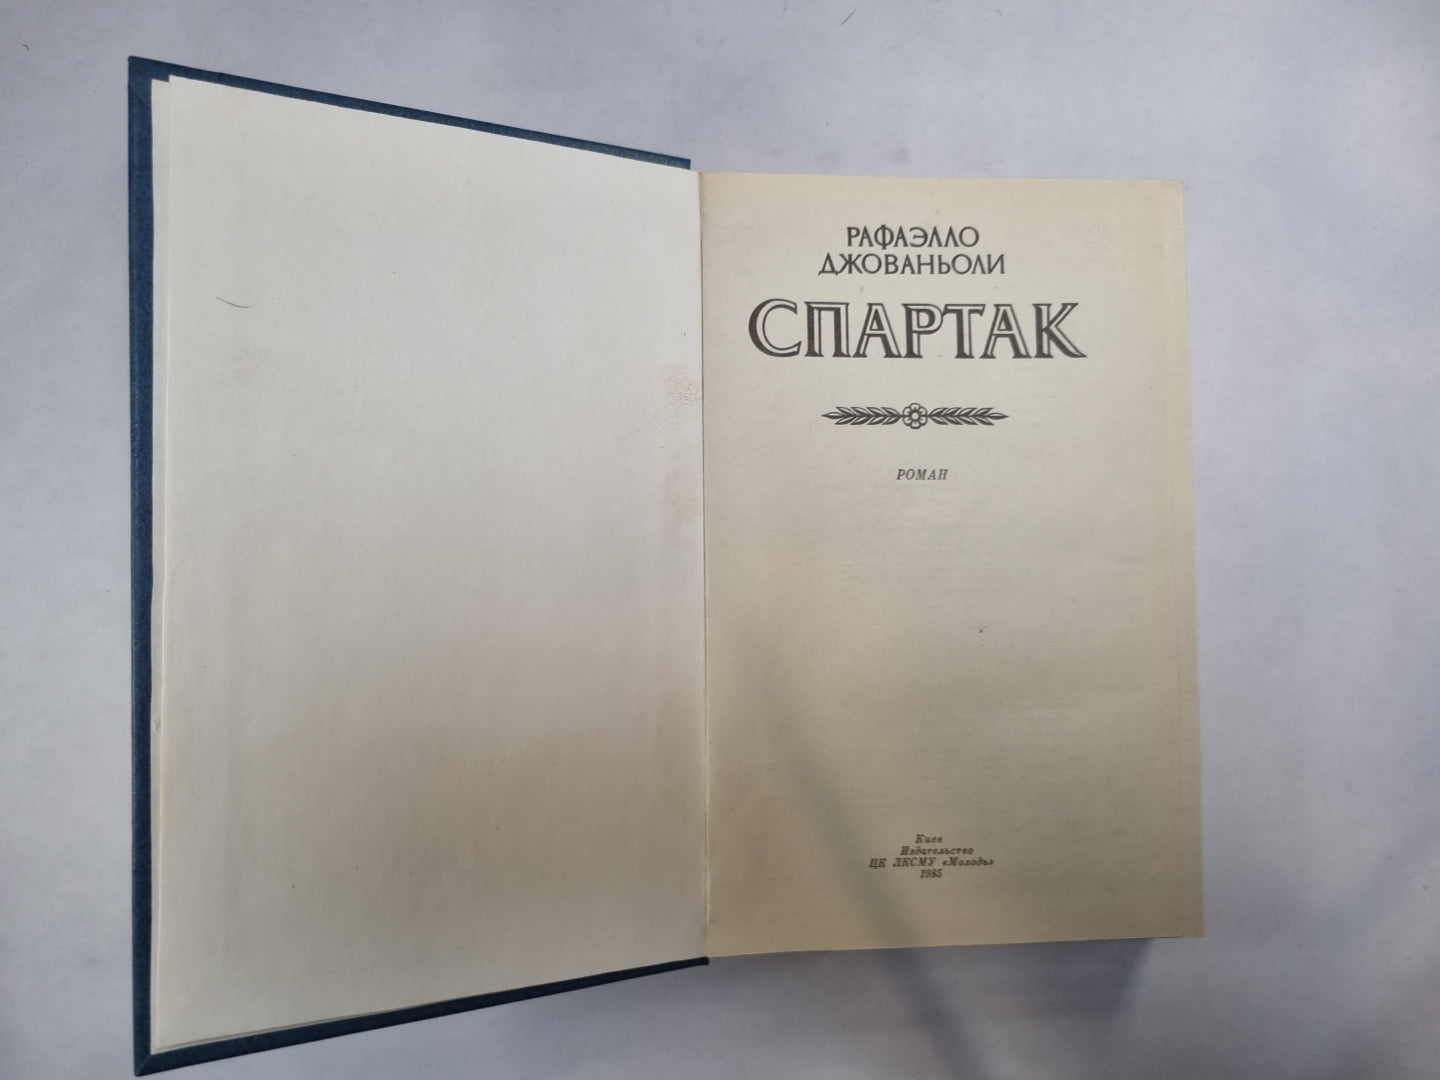 РАФАЭЛЛО
ДЖОВАНЬОЛИ
СПАРТАК
РОМАН
Киев
Издательство
ЦК ЛКСМУ «Молодь»
1985